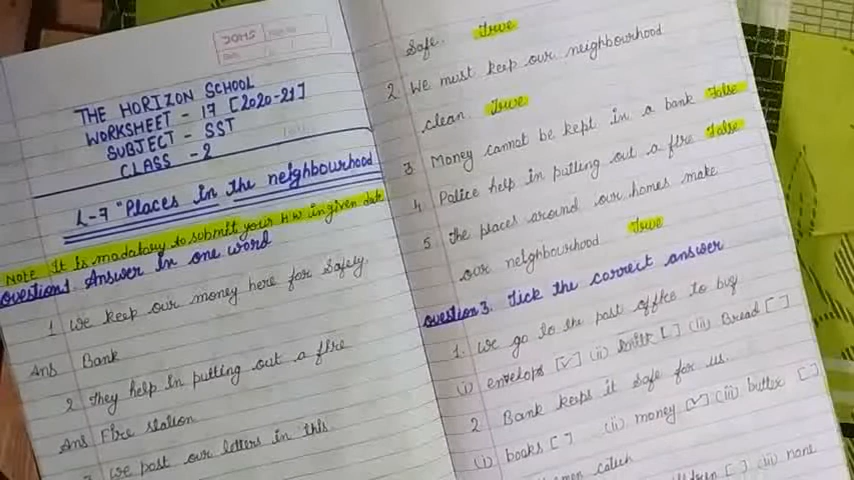 THE HORIZON SCHOOL
WORKSHEET - 17 [2020-21]
SUBJECT - SST
CLASS - 2
L-7 "Places in the neighbourhood
Note It is madatary to submit your H.W in given date
Question1. Answer in one word
1 We keep our money here for safely.
Ans Bank
2 They help in putting out a fire
Ans Fire station
We post our letters in this.
Safe. True
2. We must keep our neighbourhood
clean. True
3. Money cannot be kept in a bank False
4 Police help in putting out a fire False
5 The places around our homes make
our neighbourhood True
Question 3. Tick the correct answer
1. We go to the post office to buy
(i) envelops [✓] (ii) [ ] (iii) Bread [ ]
2 Bank keeps it safe for us.
(i) books [ ] (ii) money [✓] (iii) butter [ ]
catch
[ ] (iii) none